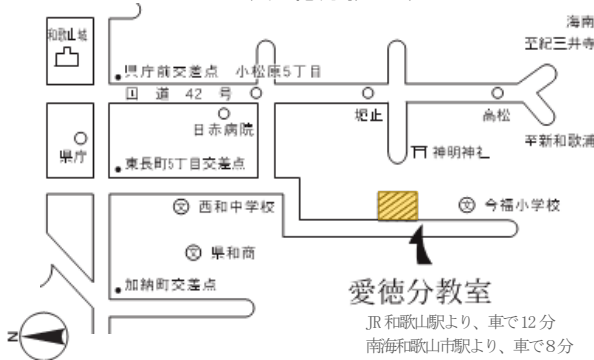 海南
和歌山城
至紀三井寺
県庁前交差点
小松原5丁目
国道42号
堀止
高松
日赤病院
県庁
神明神社
至新和歌浦
東長町5丁目交差点
文 西和中学校
文 今福小学校
文 県和商
加納町交差点
愛徳分教室
JR和歌山駅より、車で12分
南海和歌山市駅より、車で8分
N